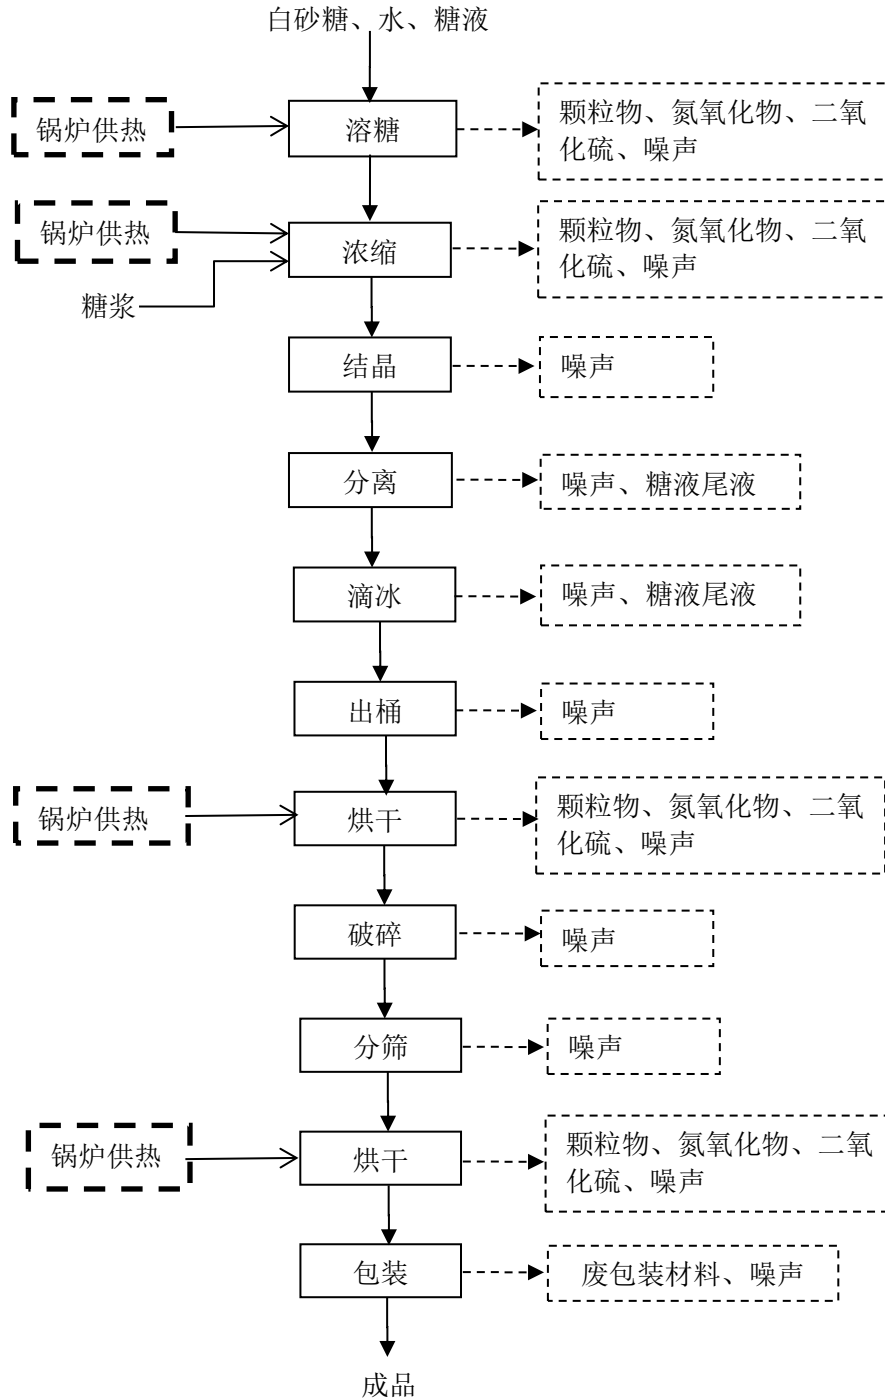 白砂糖、水、糖液
锅炉供热
溶糖
颗粒物、氮氧化物、二氧
化硫、噪声
锅炉供热
浓缩
颗粒物、氮氧化物、二氧
化硫、噪声
糖浆
结晶
噪声
分离
噪声、糖液尾液
滴冰
噪声、糖液尾液
出桶
噪声
锅炉供热
烘干
颗粒物、氮氧化物、二氧
化硫、噪声
破碎
噪声
分筛
噪声
锅炉供热
烘干
颗粒物、氮氧化物、二氧
化硫、噪声
包装
废包装材料、噪声
成品